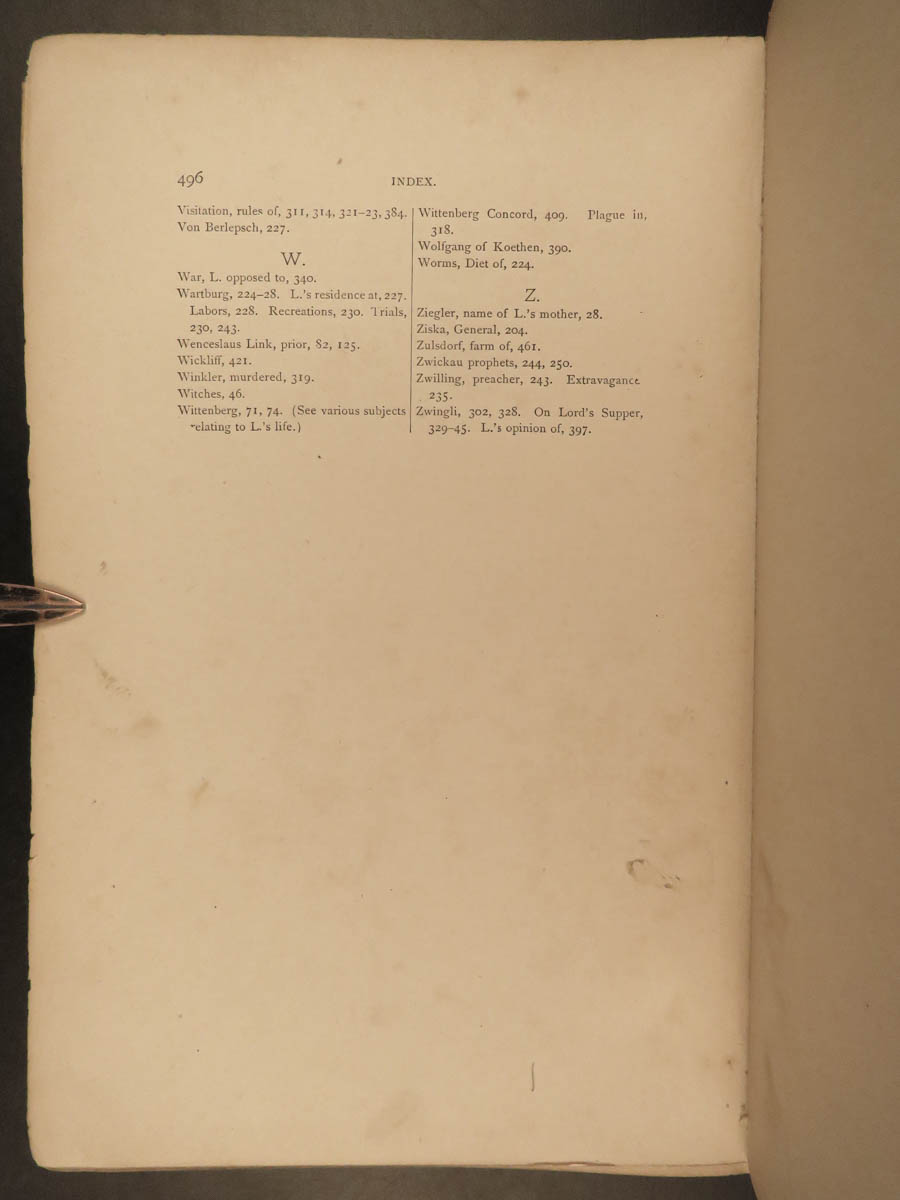 496
INDEX.
Visitation, rules of, 311, 314, 321–23, 384.
Von Berlepsch, 227.
W.
War, L. opposed to, 340.
Wartburg, 224–28. L.'s residence at, 227.
Labors, 228. Recreations, 230. Trials,
230, 243.
Wenceslaus Link, prior, 82, 125.
Wickliff, 421.
Winkler, murdered, 319.
Witches, 46.
Wittenberg, 71, 74. (See various subjects
relating to L.'s life.)
Wittenberg Concord, 409. Plague in,
318.
Wolfgang of Koethen, 390.
Worms, Diet of, 224.
Z.
Ziegler, name of L.'s mother, 28.
Ziska, General, 204.
Zulsdorf, farm of, 461.
Zwickau prophets, 244, 250.
Zwilling, preacher, 243. Extravagance
235.
Zwingli, 302, 328. On Lord's Supper,
329–45. L.'s opinion of, 397.